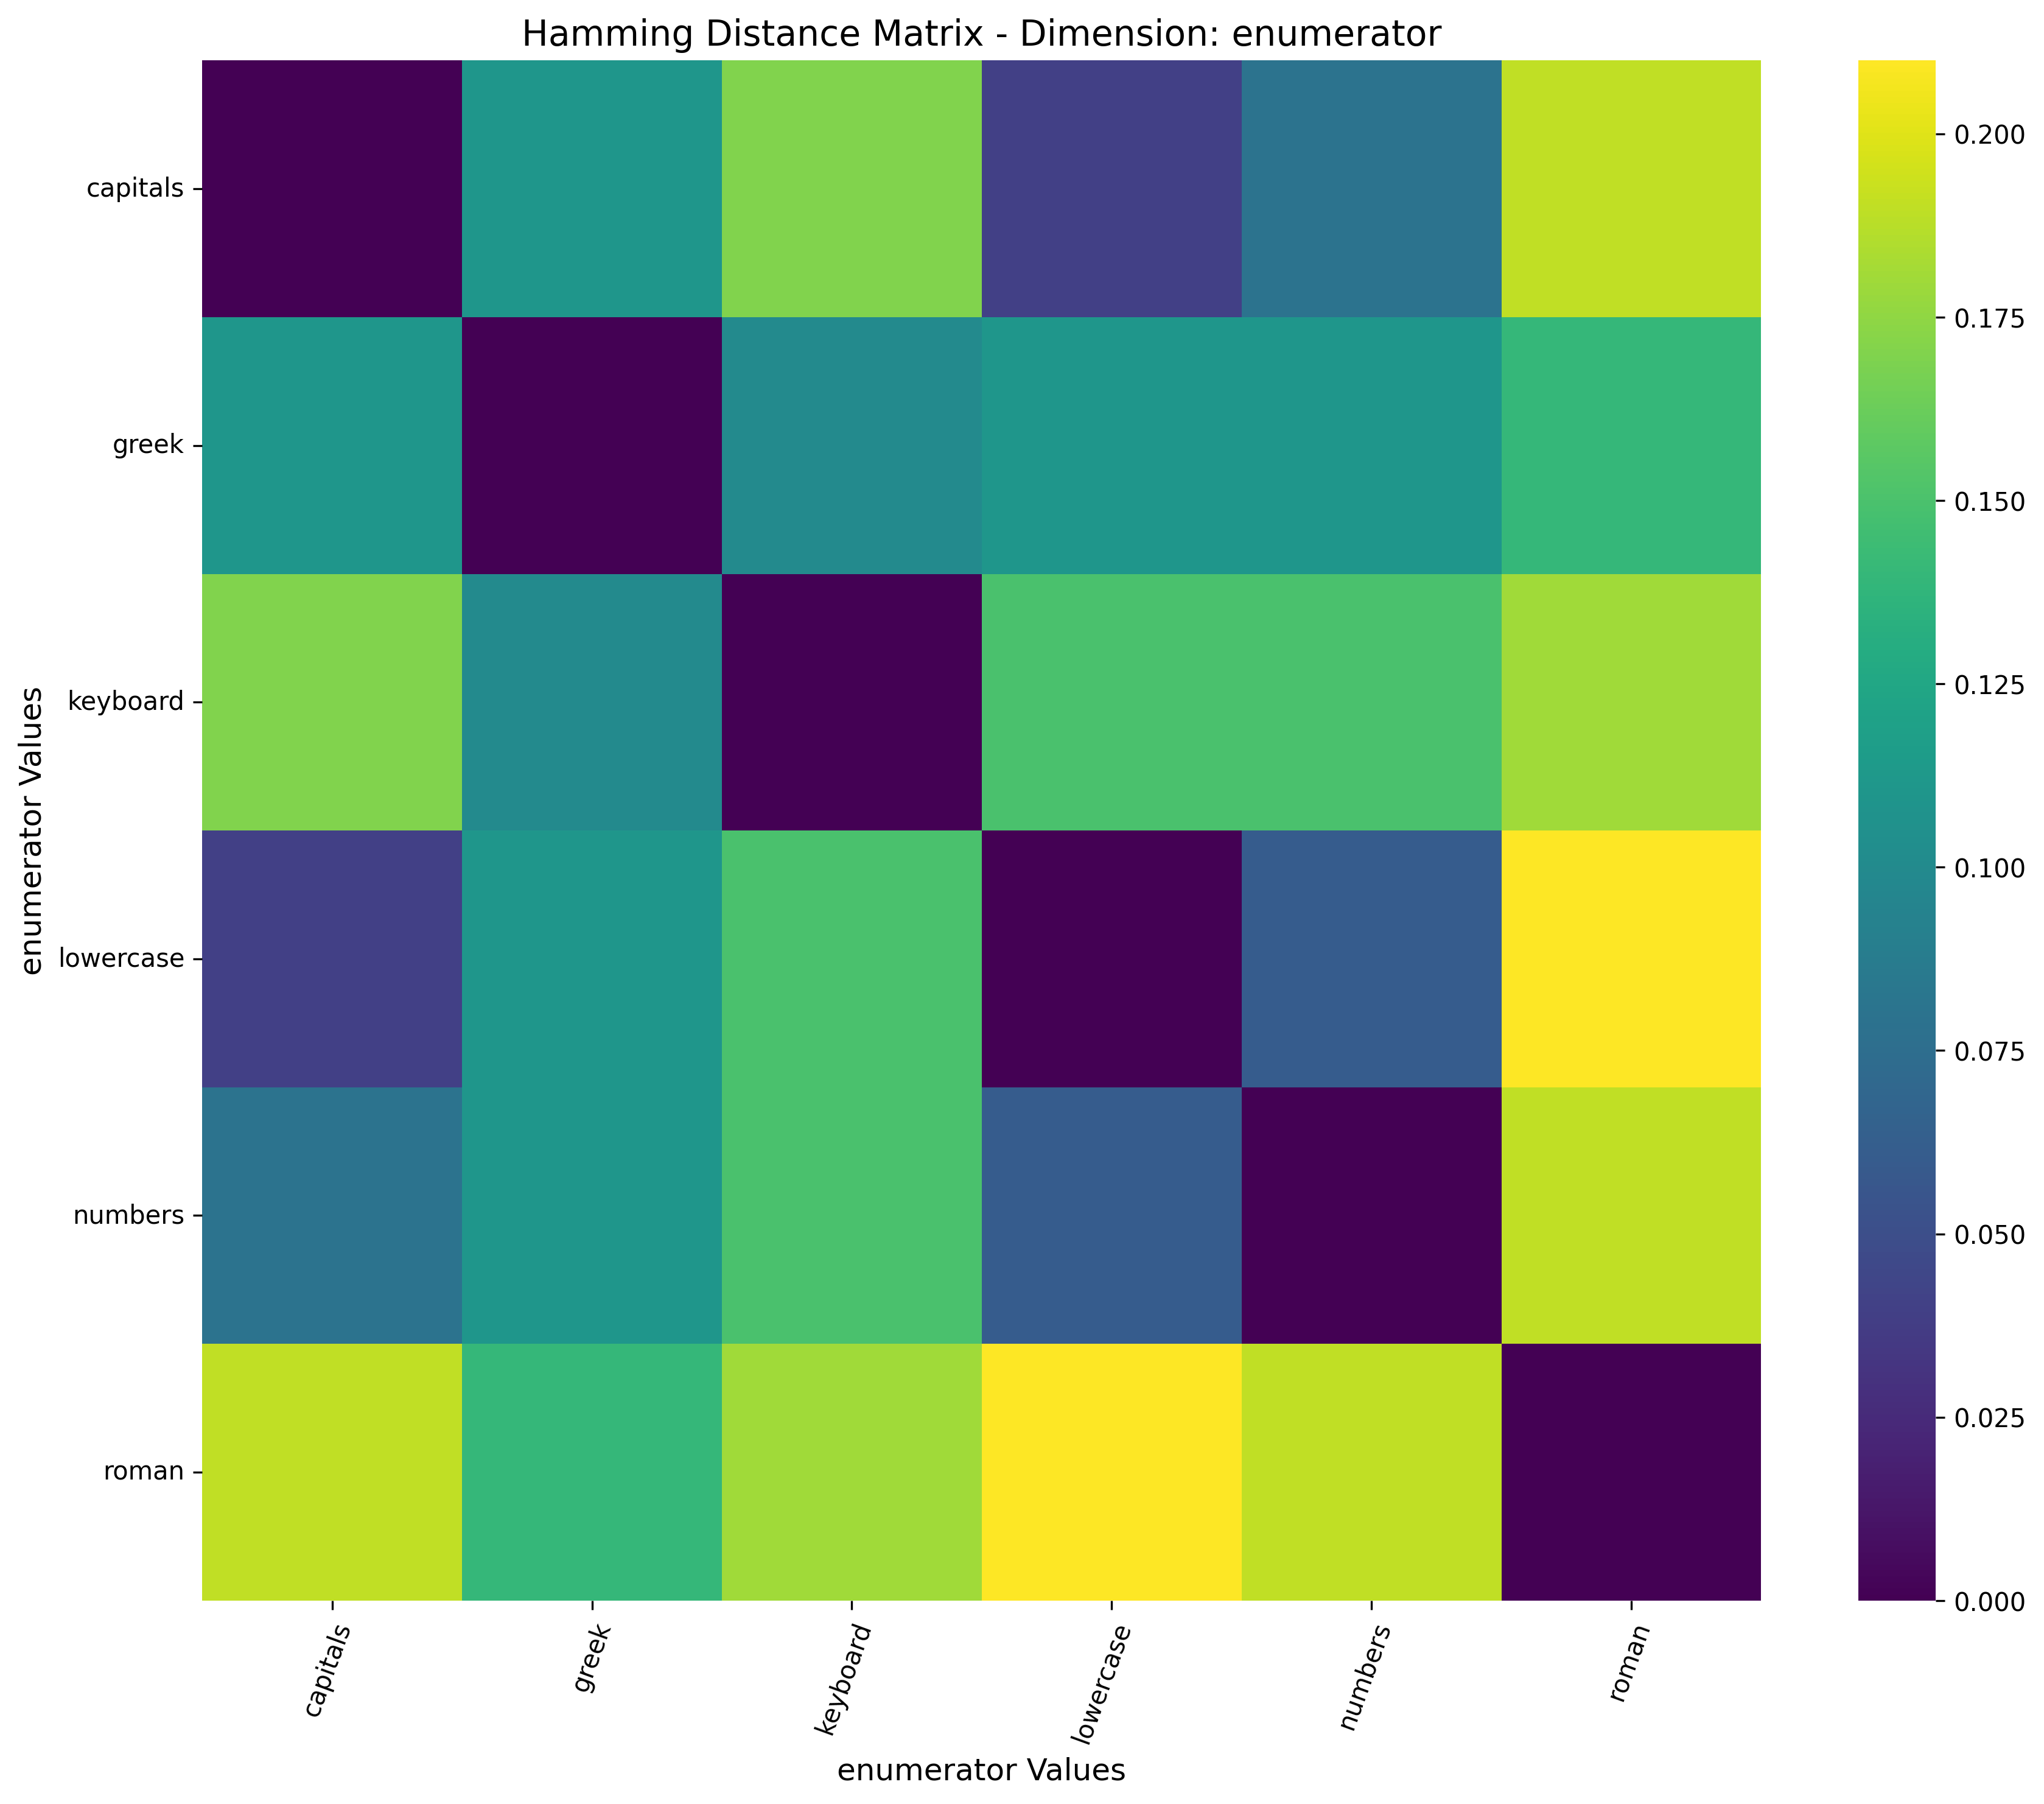 Hamming Distance Matrix - Dimension: enumerator
enumerator Values
capitals
greek
keyboard
lowercase
numbers
roman
capitals
greek
keyboard
lowercase
numbers
roman
enumerator Values
0.200
0.175
0.150
0.125
0.100
0.075
0.050
0.025
0.000